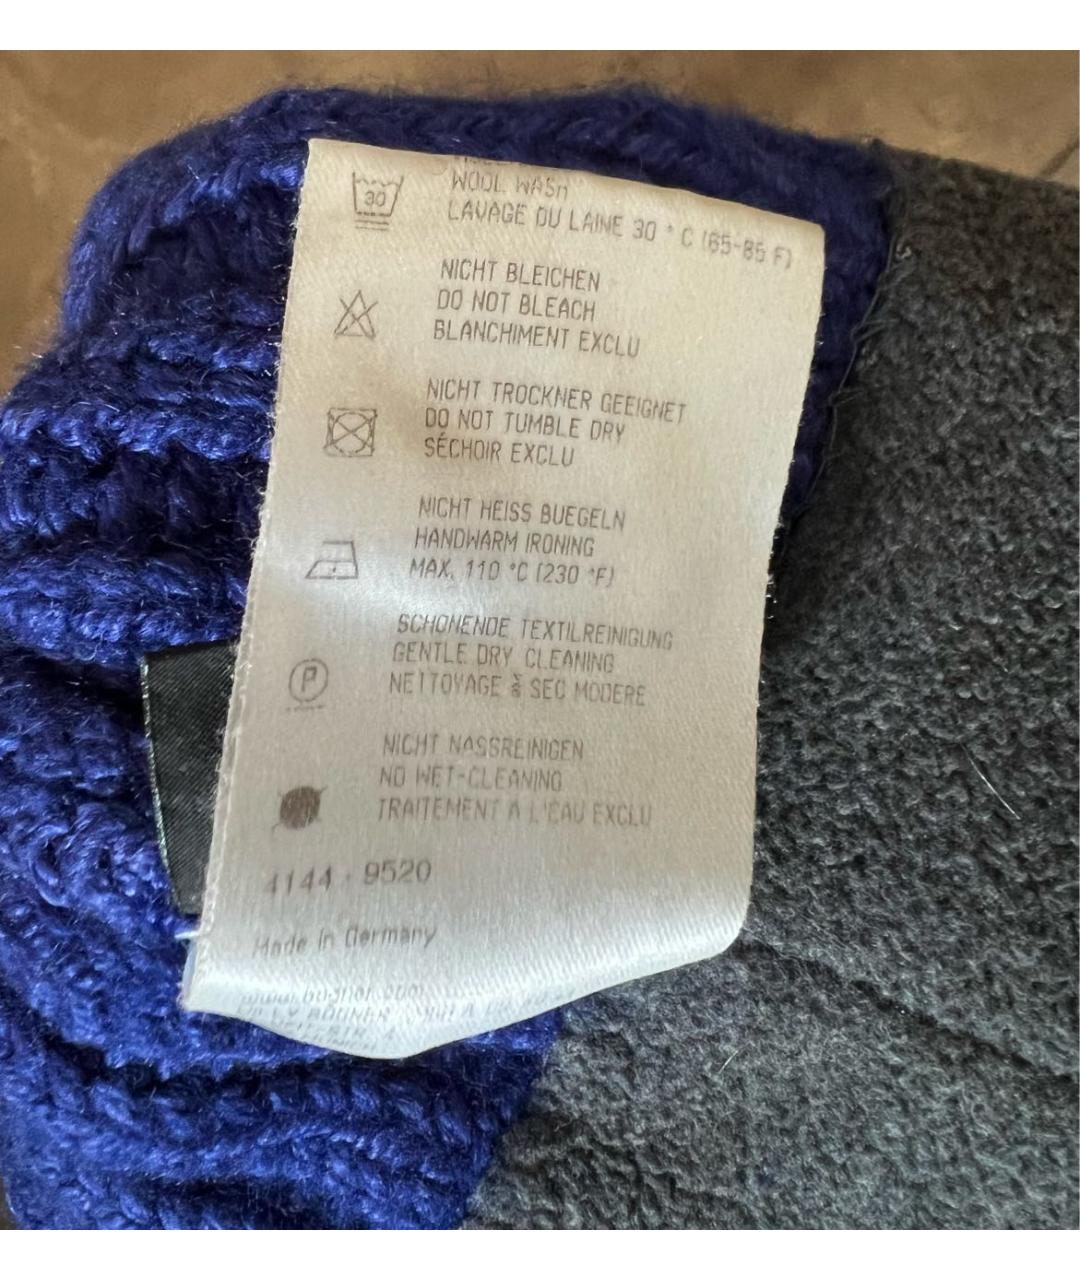 30
WOOL WASH
LAVAGE DU LAINE 30 °C (65-85 F)
NICHT BLEICHEN
DO NOT BLEACH
BLANCHIMENT EXCLU
NICHT TROCKNER GEEIGNET
DO NOT TUMBLE DRY
SÉCHOIR EXCLU
NICHT HEISS BUEGELN
HANDWARM IRONING
MAX. 110 °C (230 °F)
P
SCHONENDE TEXTILREINIGUNG
GENTLE DRY CLEANING
NETTOYAGE À SEC MODERE
NICHT NASSREINIGEN
NO WET-CLEANING
TRAITEMENT A L'EAU EXCLU
4144 - 9520
Made in Germany